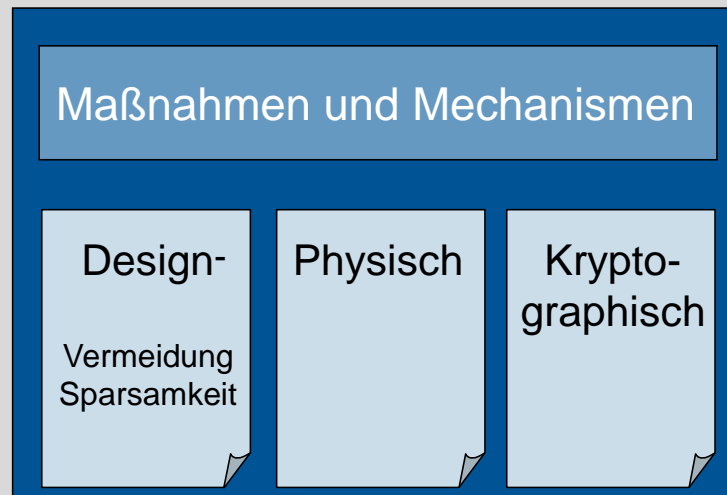 Maßnahmen und Mechanismen
Design-
Vermeidung
Sparsamkeit
Physisch
Krypto-
graphisch